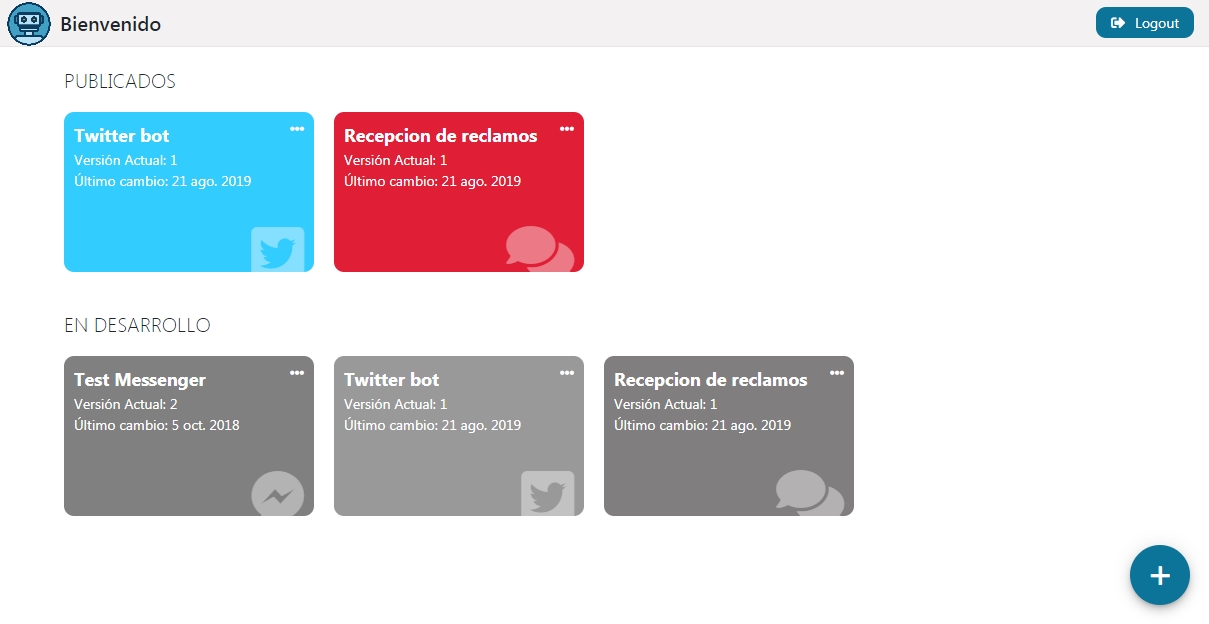 Bienvenido
Logout
PUBLICADOS
Twitter bot
Versión Actual: 1
Último cambio: 21 ago. 2019
Recepcion de reclamos
Versión Actual: 1
Último cambio: 21 ago. 2019
EN DESARROLLO
Test Messenger
Versión Actual: 2
Último cambio: 5 oct. 2018
Twitter bot
Versión Actual: 1
Último cambio: 21 ago. 2019
Recepcion de reclamos
Versión Actual: 1
Último cambio: 21 ago. 2019